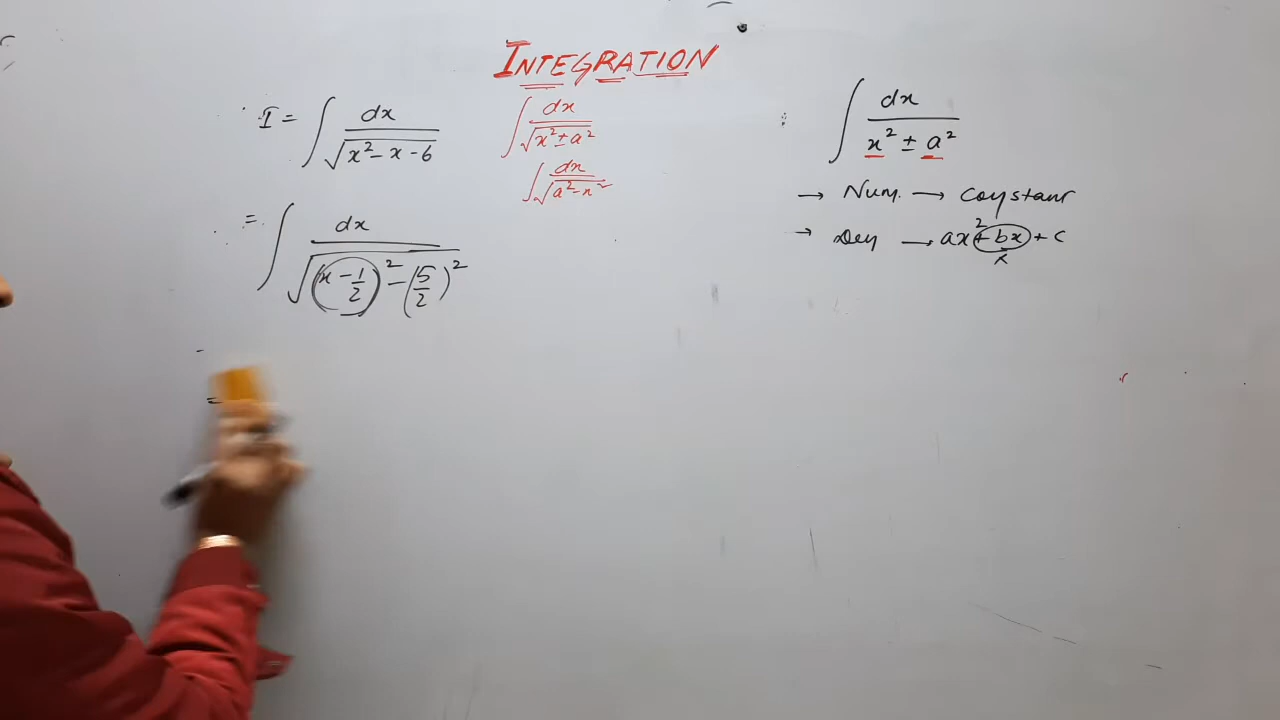 INTEGRATION
I = ∫ dx / √(x² - x - 6)
= ∫ dx / √((x - 1/2)² - (5/2)²)
=
∫ dx / √(x² ± a²)
∫ dx / √(a² - x²)
∫ dx / (x² ± a²)
→ Num. → Constant
→ Den → ax² + bx + c
x